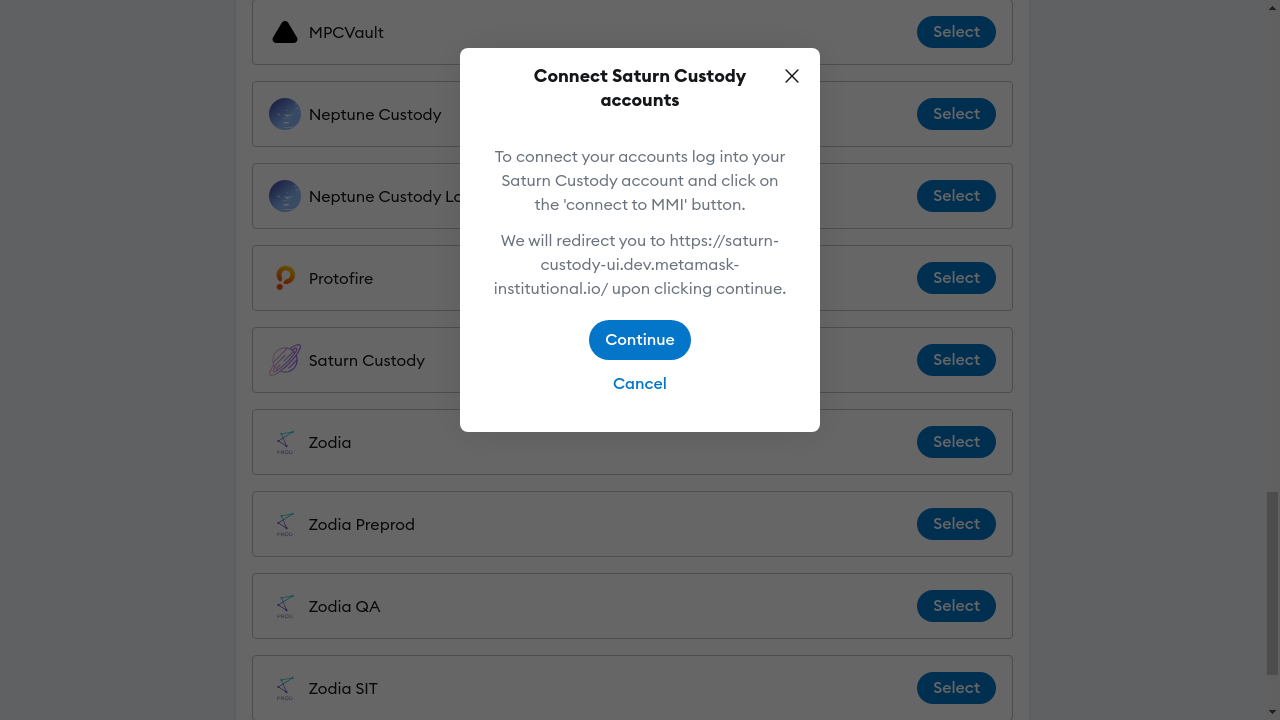 MPCVault
Select
Connect Saturn Custody
accounts
Neptune Custody
Select
To connect your accounts log into your
Saturn Custody account and click on
the 'connect to MMI' button.
Neptune Custody
Select
We will redirect you to https://saturn-
custody-ui.dev.metamask-
institutional.io/ upon clicking continue.
Protofire
Select
Continue
Cancel
Saturn Custody
Select
Zodia
Select
Zodia Preprod
Select
Zodia QA
Select
Zodia SIT
Select